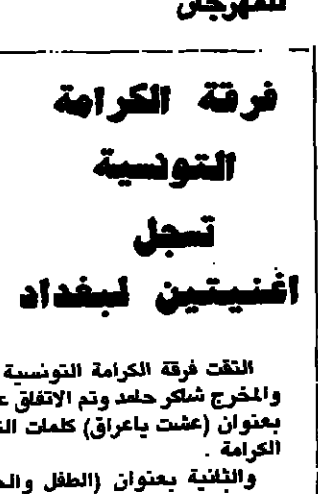 للمهرجان
فرقة الكرامة
التونسية
تسجل
اغنيتين لبغداد
التقت فرقة الكرامة التونسية
والمخرج شاكر حامد وتم الاتفاق
بعنوان (عشت ياعراق) كلمات
الكرامة .
والثانية بعنوان (الطفل